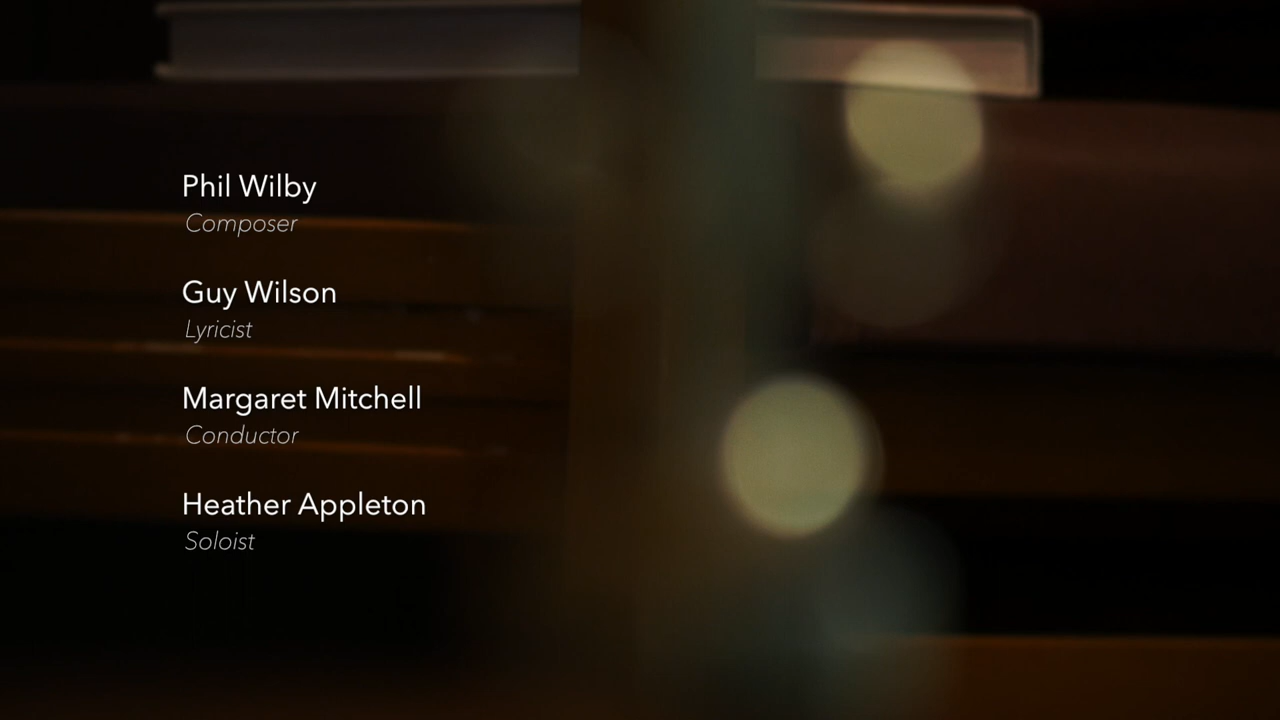 Phil Wilby
Composer
Guy Wilson
Lyricist
Margaret Mitchell
Conductor
Heather Appleton
Soloist